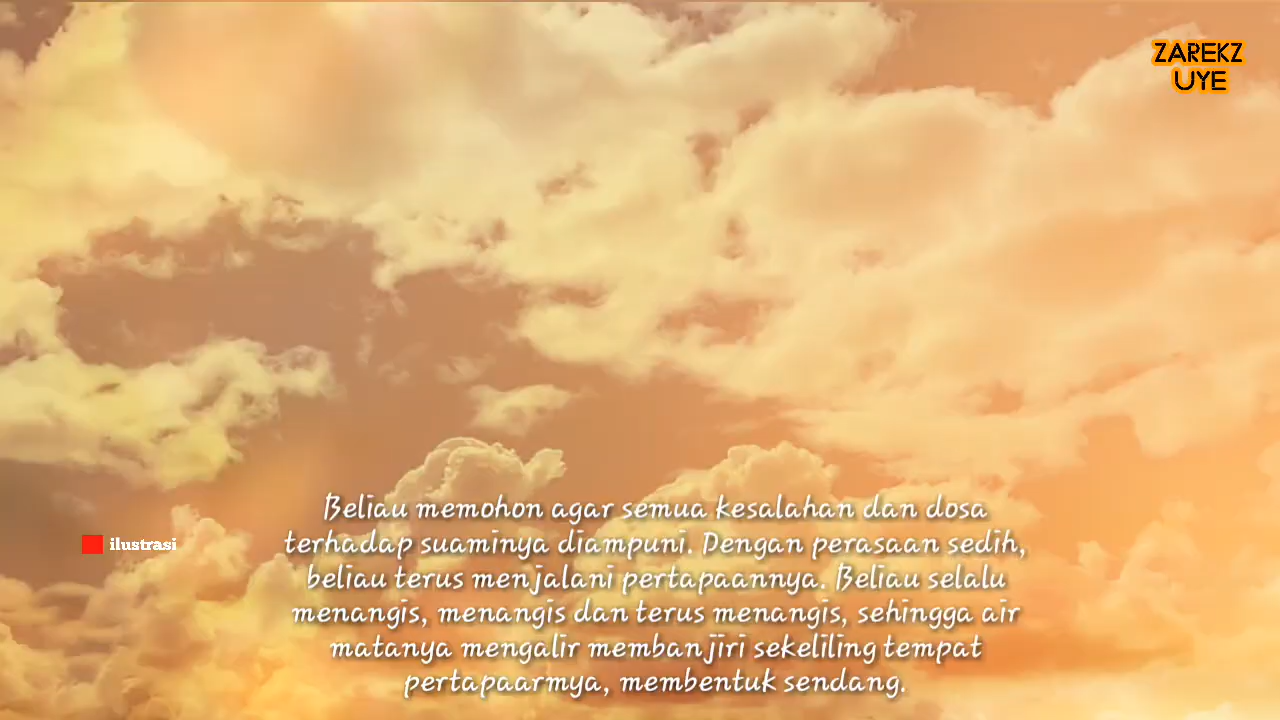 ZAREKZ
UYE
Beliau memohon agar semua kesalahan dan dosa
terhadap suaminya diampuni. Dengan perasaan sedih,
beliau terus menjalani pertapaannya. Beliau selalu
menangis, menangis dan terus menangis, sehingga air
matanya mengalir membanjiri sekeliling tempat
pertapaarmya, membentuk sendang.
ilustrasi